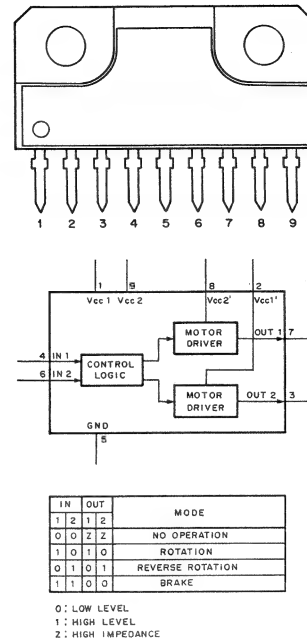 1 2 3 4 5 6 7 8 9
1 9 8 2
Vcc 1 Vcc 2 Vcc2' Vcc1'
MOTOR DRIVER
OUT 1 7
4 IN 1
CONTROL LOGIC
6 IN 2
MOTOR DRIVER
OUT 2 3
GND
5
IN OUT MODE
1 2 1 2
0 0 Z Z NO OPERATION
1 0 1 0 ROTATION
0 1 0 1 REVERSE ROTATION
1 1 0 0 BRAKE
0 : LOW LEVEL
1 : HIGH LEVEL
Z : HIGH IMPEDANCE